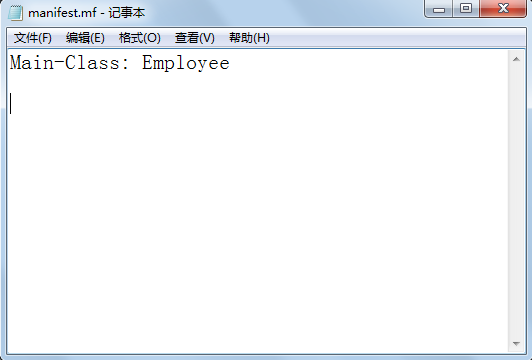 manifest.mf - 记事本
文件(F) 编辑(E) 格式(O) 查看(V) 帮助(H)
Main-Class: Employee